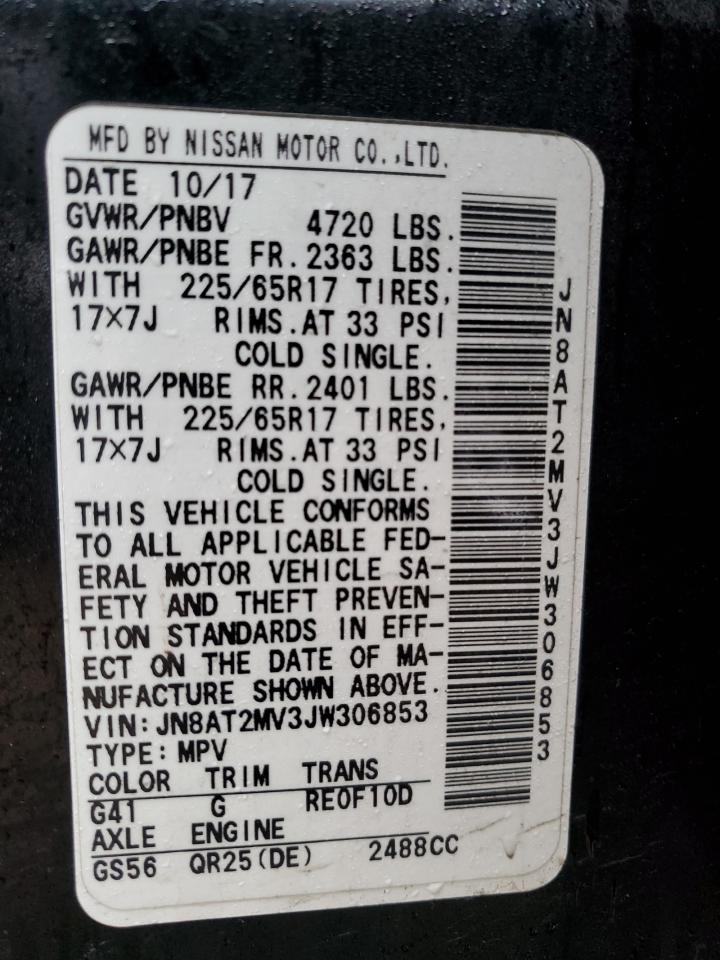 MFD BY NISSAN MOTOR CO.,LTD.
DATE 10/17
GVWR/PNBV 4720 LBS.
GAWR/PNBE FR. 2363 LBS.
WITH 225/65R17 TIRES,
17×7J RIMS.AT 33 PSI
COLD SINGLE.
GAWR/PNBE RR. 2401 LBS.
WITH 225/65R17 TIRES,
17×7J RIMS.AT 33 PSI
COLD SINGLE.
THIS VEHICLE CONFORMS
TO ALL APPLICABLE FED-
ERAL MOTOR VEHICLE SA-
FETY AND THEFT PREVEN-
TION STANDARDS IN EFF-
ECT ON THE DATE OF MA-
NUFACTURE SHOWN ABOVE.
VIN:JN8AT2MV3JW306853
TYPE:MPV
COLOR TRIM TRANS
G41 G RE0F10D
AXLE ENGINE
GS56 QR25(DE) 2488CC
JN8AT2MV3JW306853